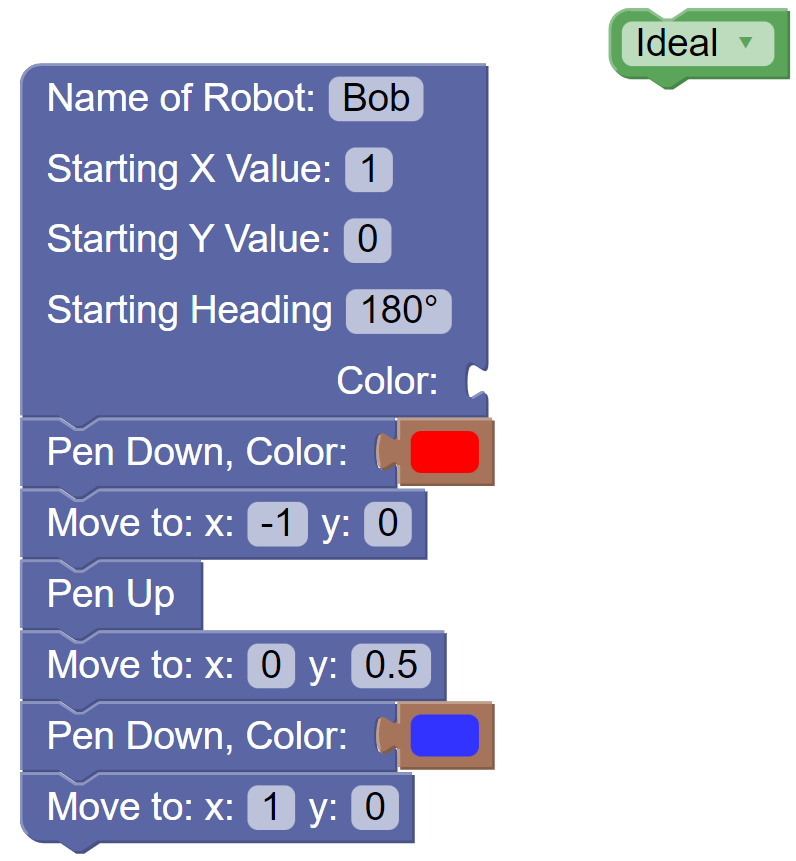 Ideal
Name of Robot: Bob
Starting X Value: 1
Starting Y Value: 0
Starting Heading 180°
Color:
Pen Down, Color:
Move to: x: -1 y: 0
Pen Up
Move to: x: 0 y: 0.5
Pen Down, Color:
Move to: x: 1 y: 0